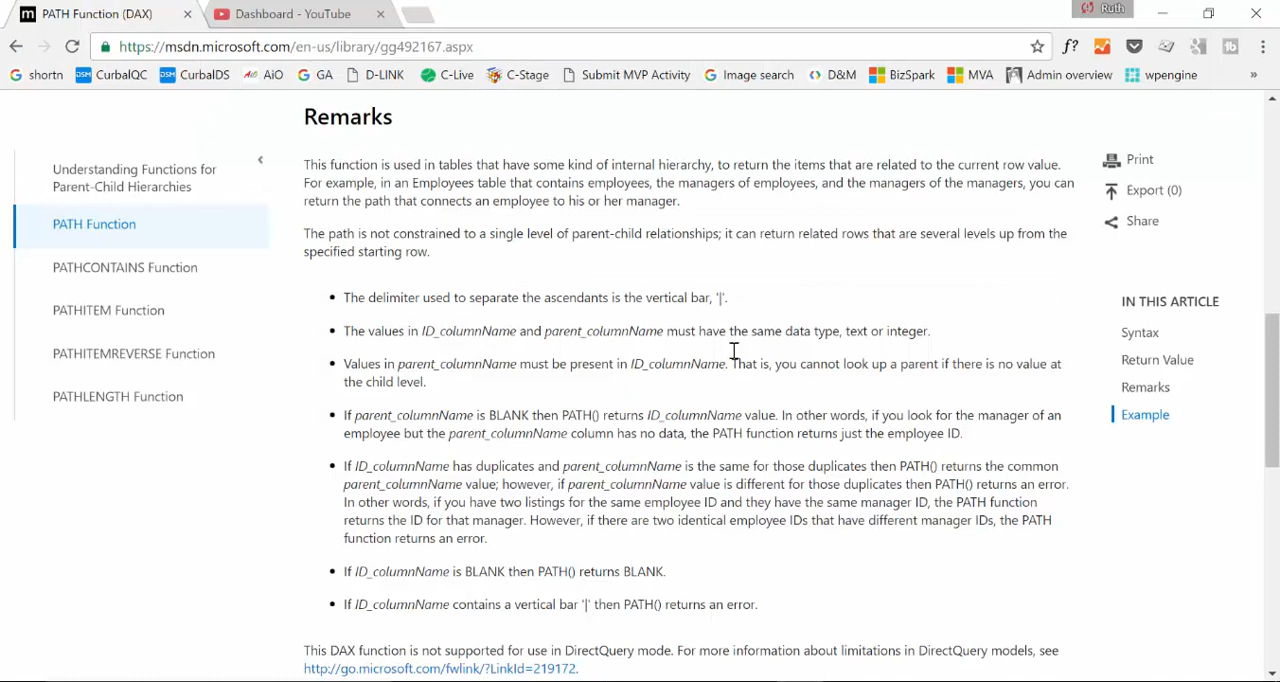 PATH Function (DAX)
Dashboard - YouTube
Ruth
https://msdn.microsoft.com/en-us/library/gg492167.aspx
f?
shortn CurbalQC CurbalDS AiO GA D-LINK C-Live C-Stage Submit MVP Activity Image search D&M BizSpark MVA Admin overview wpengine »
Remarks
Understanding Functions for
Parent-Child Hierarchies
PATH Function
PATHCONTAINS Function
PATHITEM Function
PATHITEMREVERSE Function
PATHLENGTH Function
This function is used in tables that have some kind of internal hierarchy, to return the items that are related to the current row value.
For example, in an Employees table that contains employees, the managers of employees, and the managers of the managers, you can
return the path that connects an employee to his or her manager.
The path is not constrained to a single level of parent-child relationships; it can return related rows that are several levels up from the
specified starting row.
• The delimiter used to separate the ascendants is the vertical bar, '|'.
• The values in ID_columnName and parent_columnName must have the same data type, text or integer.
• Values in parent_columnName must be present in ID_columnName. That is, you cannot look up a parent if there is no value at
the child level.
• If parent_columnName is BLANK then PATH() returns ID_columnName value. In other words, if you look for the manager of an
employee but the parent_columnName column has no data, the PATH function returns just the employee ID.
• If ID_columnName has duplicates and parent_columnName is the same for those duplicates then PATH() returns the common
parent_columnName value; however, if parent_columnName value is different for those duplicates then PATH() returns an error.
In other words, if you have two listings for the same employee ID and they have the same manager ID, the PATH function
returns the ID for that manager. However, if there are two identical employee IDs that have different manager IDs, the PATH
function returns an error.
• If ID_columnName is BLANK then PATH() returns BLANK.
• If ID_columnName contains a vertical bar '|' then PATH() returns an error.
This DAX function is not supported for use in DirectQuery mode. For more information about limitations in DirectQuery models, see
http://go.microsoft.com/fwlink/?LinkId=219172.
Print
Export (0)
Share
IN THIS ARTICLE
Syntax
Return Value
Remarks
Example